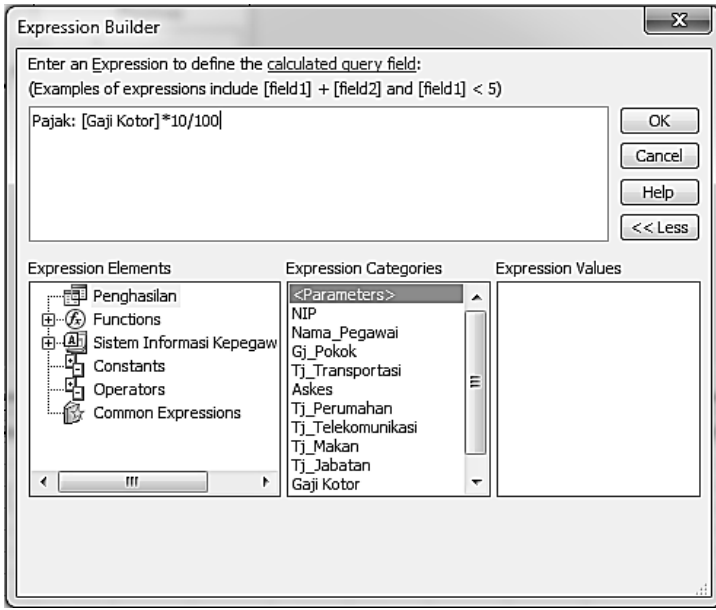 Expression Builder
Enter an Expression to define the calculated query field:
(Examples of expressions include [field1] + [field2] and [field1] < 5)
Pajak: [Gaji Kotor]*10/100
OK
Cancel
Help
<< Less
Expression Elements
Penghasilan
Functions
Sistem Informasi Kepegaw
Constants
Operators
Common Expressions
Expression Categories
<Parameters>
NIP
Nama_Pegawai
Gj_Pokok
Tj_Transportasi
Askes
Tj_Perumahan
Tj_Telekomunikasi
Tj_Makan
Tj_Jabatan
Gaji Kotor
Expression Values